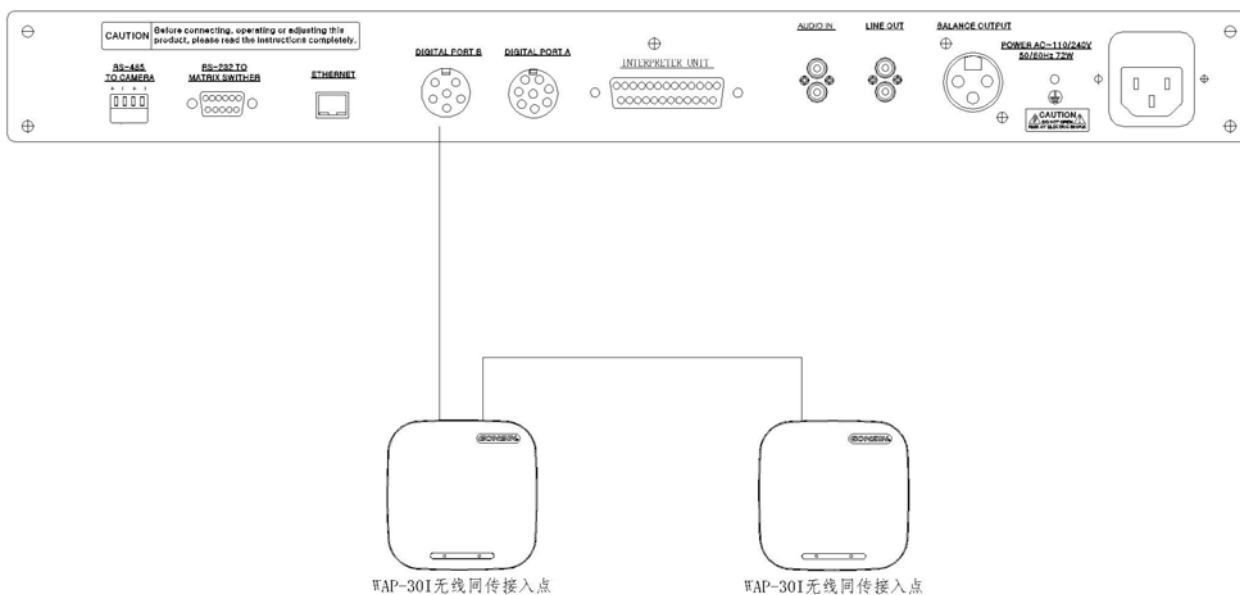 CAUTION
Before connecting, operating or adjusting this
product, please read the instructions completely.
RS-485
TO CAMERA
RS-232 TO
MATRIX SWITHER
ETHERNET
DIGITAL PORT B
DIGITAL PORT A
INTERPRETER UNIT
AUDIO IN
LINE OUT
BALANCE OUTPUT
POWER AC~110/240V
50/60Hz 72W
CAUTION
GONSIN
GONSIN
WAP-30I无线同传接入点
WAP-30I无线同传接入点